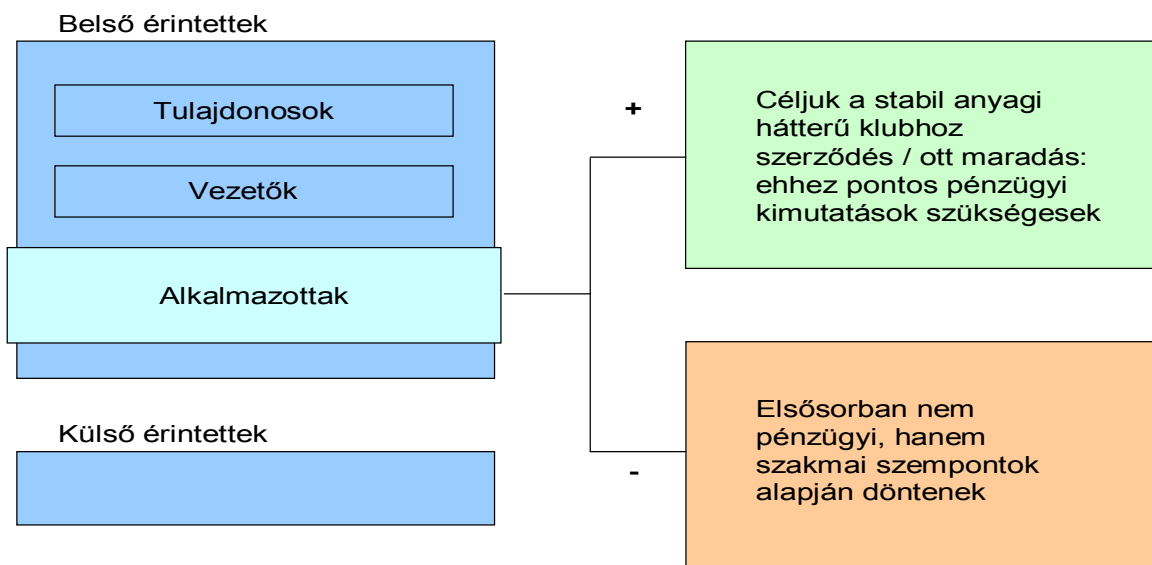 Belső érintettek
Tulajdonosok
Vezetők
Alkalmazottak
Külső érintettek
+
Céljuk a stabil anyagi
hátterű klubhoz
szerződés / ott maradás:
ehhez pontos pénzügyi
kimutatások szükségesek
-
Elsősorban nem
pénzügyi, hanem
szakmai szempontok
alapján döntenek